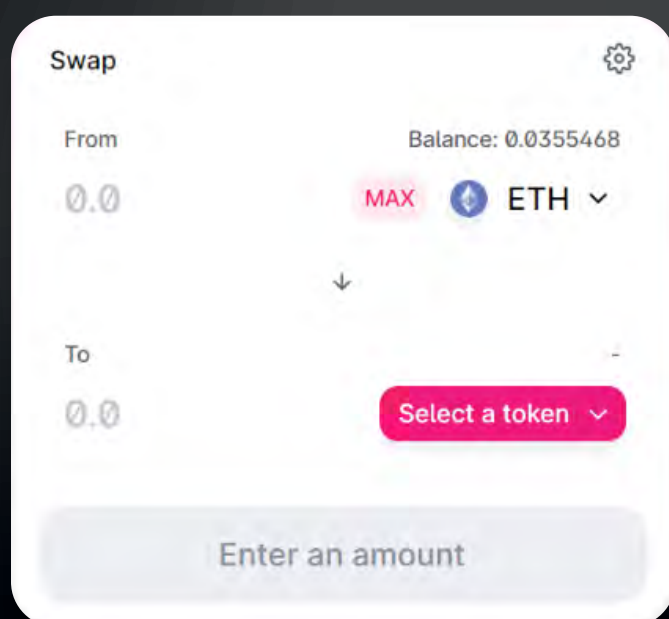 Swap
From Balance: 0.0355468
0.0 MAX ETH
To -
0.0 Select a token
Enter an amount